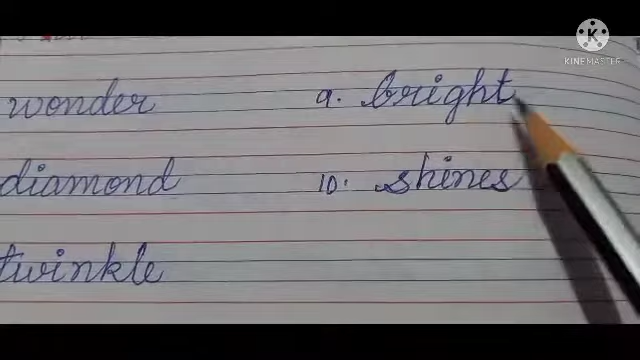 KINEMASTER
wonder
9. bright
diamond
10. shines
twinkle